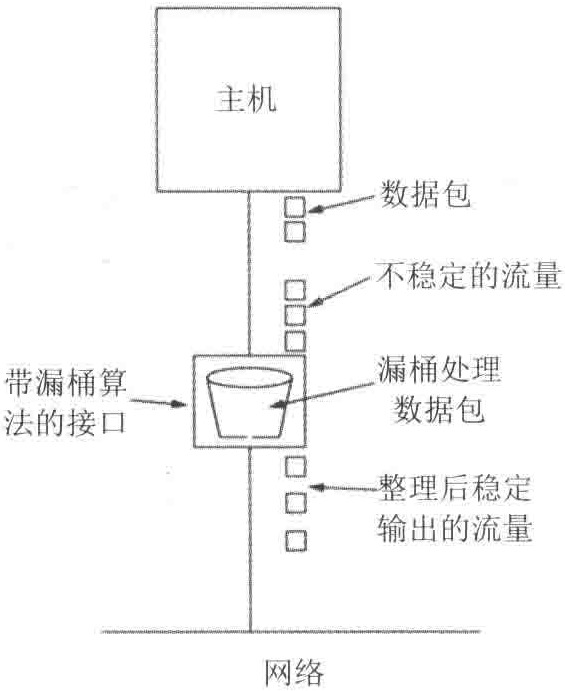 主机
数据包
不稳定的流量
带漏桶算
法的接口
漏桶处理
数据包
整理后稳定
输出的流量
网络